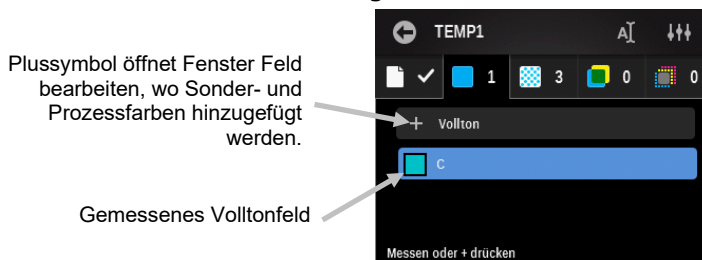 TEMP1
1 3 0 0
Plussymbol öffnet Fenster Feld
bearbeiten, wo Sonder- und
Prozessfarben hinzugefügt
werden.
+ Vollton
C
Gemessenes Volltonfeld
Messen oder + drücken